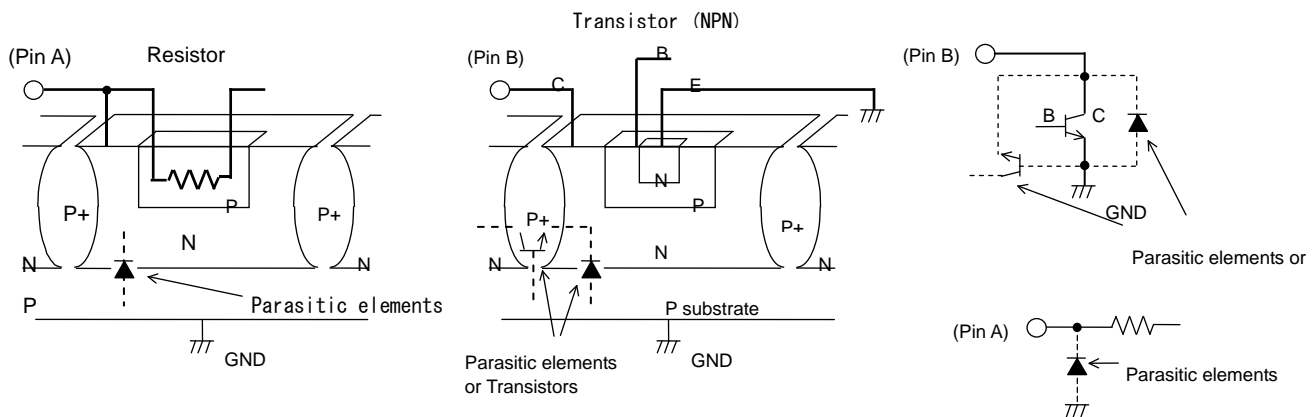 Resistor
(Pin A)
P+
P
P+
N
N
N
P
Parasitic elements
GND
Transistor (NPN)
(Pin B)
B
C
E
N
P
P+
P+
N
N
N
P substrate
GND
Parasitic elements
or Transistors
(Pin B)
B
C
GND
Parasitic elements or
(Pin A)
Parasitic elements